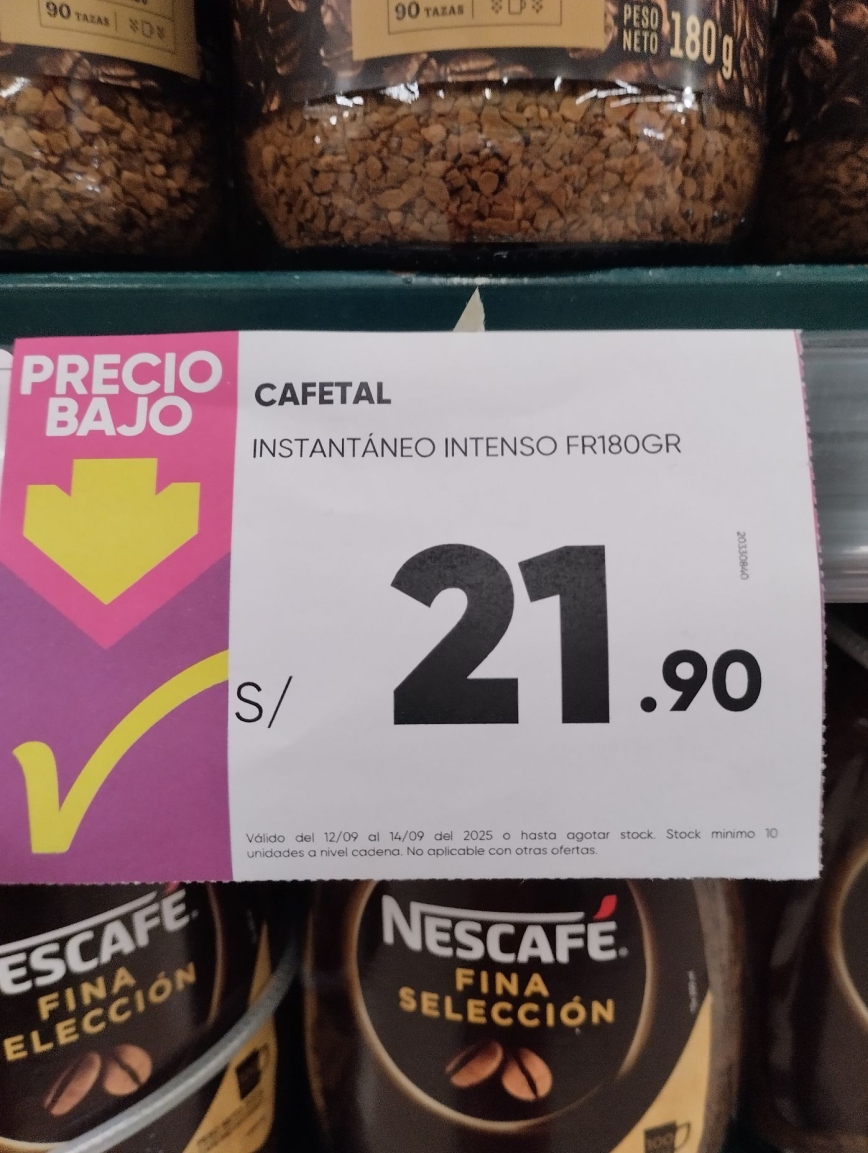 90 TAZAS
90 TAZAS
PESO
NETO 180 g
PRECIO
BAJO
CAFETAL
INSTANTÁNEO INTENSO FR180GR
20330840
S/ 21.90
Válido del 12/09 al 14/09 del 2025 o hasta agotar stock. Stock mínimo 10
unidades a nivel cadena. No aplicable con otras ofertas.
ESCAFÉ.
FINA
ELECCIÓN
NESCAFÉ.
FINA
SELECCIÓN
100